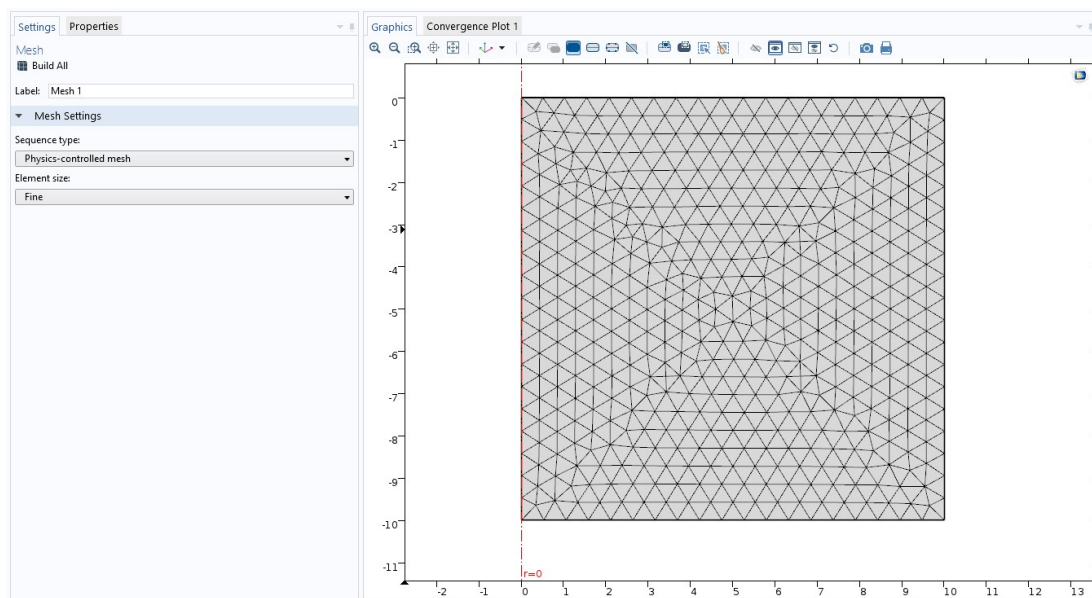 Settings Properties
Mesh
Build All
Label: Mesh 1
Mesh Settings
Sequence type:
Physics-controlled mesh
Element size:
Fine
Graphics Convergence Plot 1
0
-1
-2
-3
-4
-5
-6
-7
-8
-9
-10
-11
r=0
-2 -1 0 1 2 3 4 5 6 7 8 9 10 11 12 13